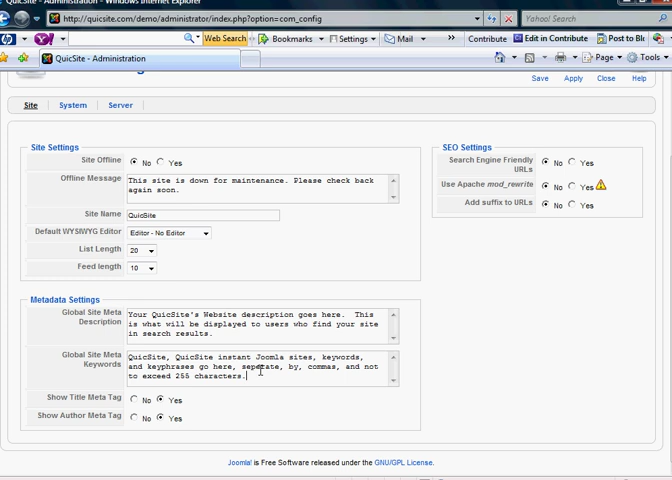 QuicSite - Administration - Windows Internet Explorer
http://quicsite.com/demo/administrator/index.php?option=com_config
Yahoo! Search
Y!
Web Search
Bookmarks
Settings
Mail
Contribute
Edit in Contribute
Post to Bl
QuicSite - Administration
Page
Tools
Save
Apply
Close
Help
Site
System
Server
Site Settings
Site Offline
No
Yes
Offline Message
This site is down for maintenance. Please check back
again soon.
Site Name
QuicSite
Default WYSIWYG Editor
Editor - No Editor
List Length
20
Feed length
10
SEO Settings
Search Engine Friendly
URLs
No
Yes
Use Apache mod_rewrite
No
Yes
Add suffix to URLs
No
Yes
Metadata Settings
Global Site Meta
Description
Your QuicSite's Website description goes here. This
is what will be displayed to users who find your site
in search results.
Global Site Meta
Keywords
QuicSite, QuicSite instant Joomla sites, keywords,
and keyphrases go here, seperate, by, commas, and not
to exceed 255 characters.
Show Title Meta Tag
No
Yes
Show Author Meta Tag
No
Yes
Joomla! is Free Software released under the GNU/GPL License.